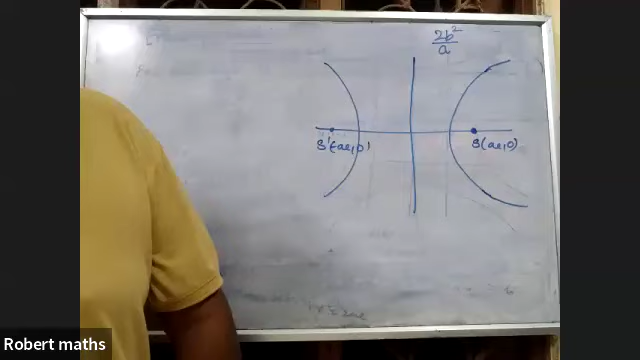 2b²
a
S'(-ae,0)
S(ae,0)
Robert maths